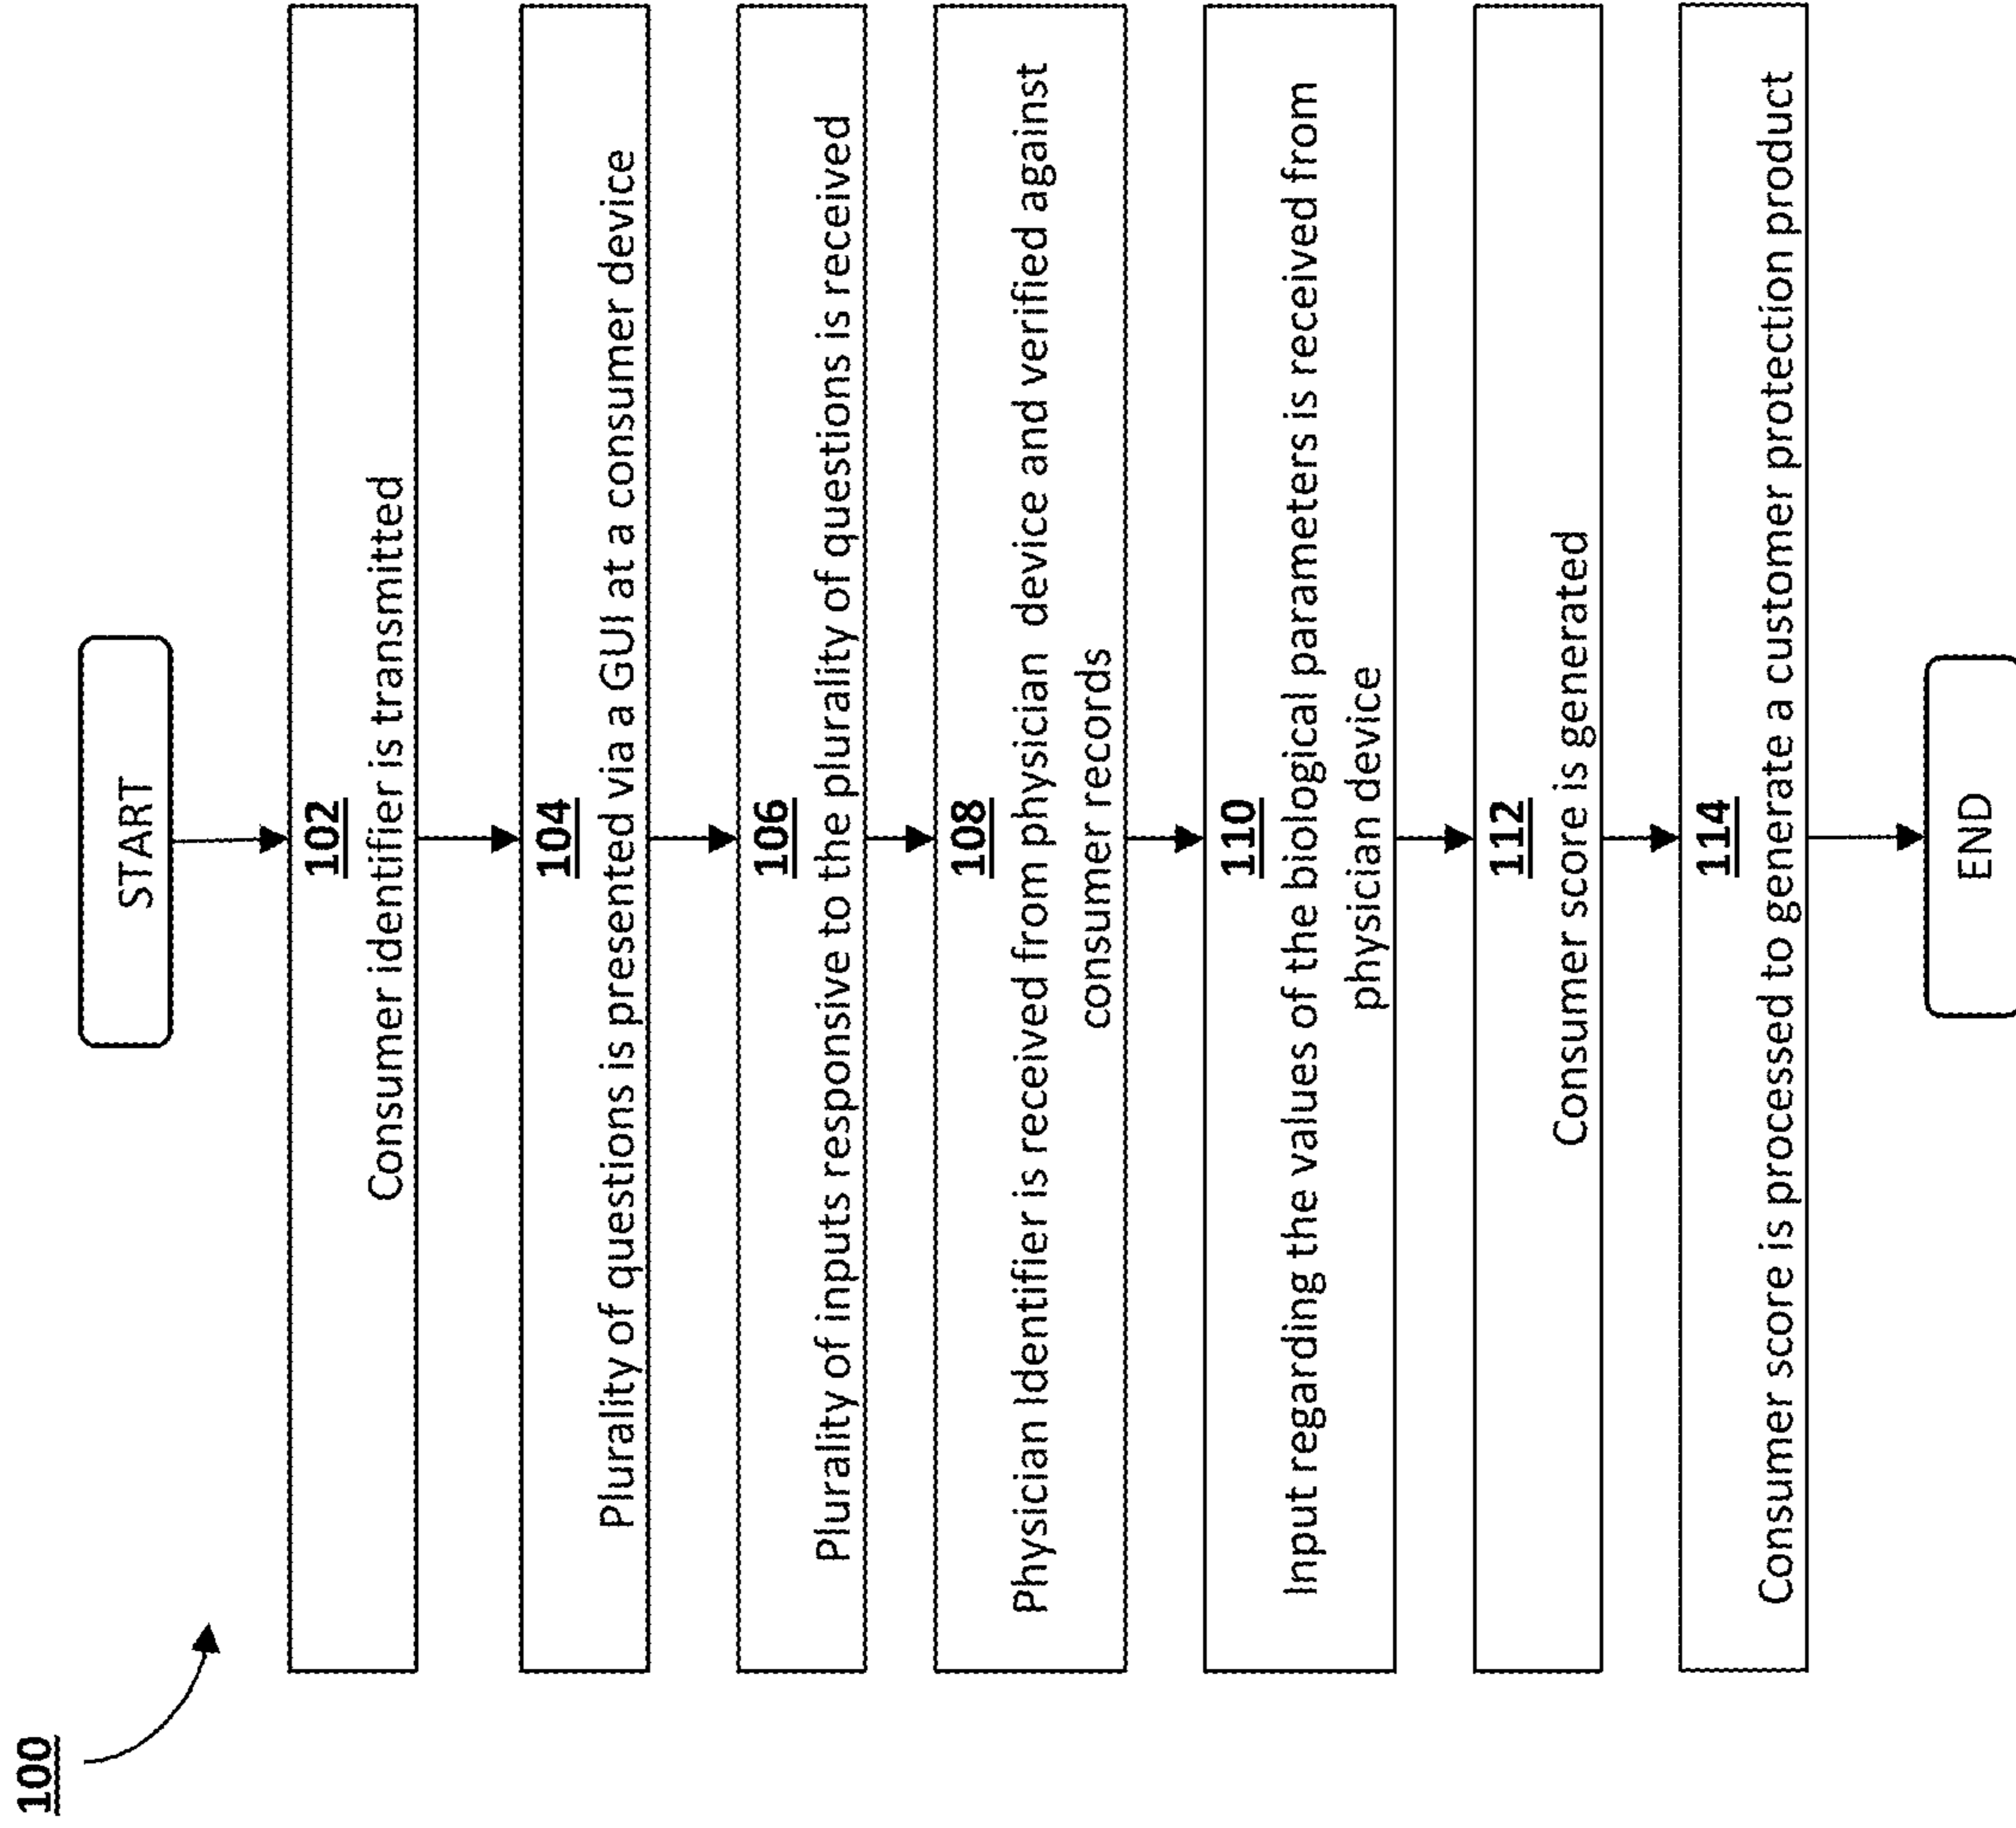 100
START
102
Consumer identifier is transmitted
104
Plurality of questions is presented via a GUI at a consumer device
106
Plurality of inputs responsive to the plurality of questions is received
108
Physician Identifier is received from physician device and verified against
consumer records
110
Input regarding the values of the biological parameters is received from
physician device
112
Consumer score is generated
114
Consumer score is processed to generate a customer protection product
END